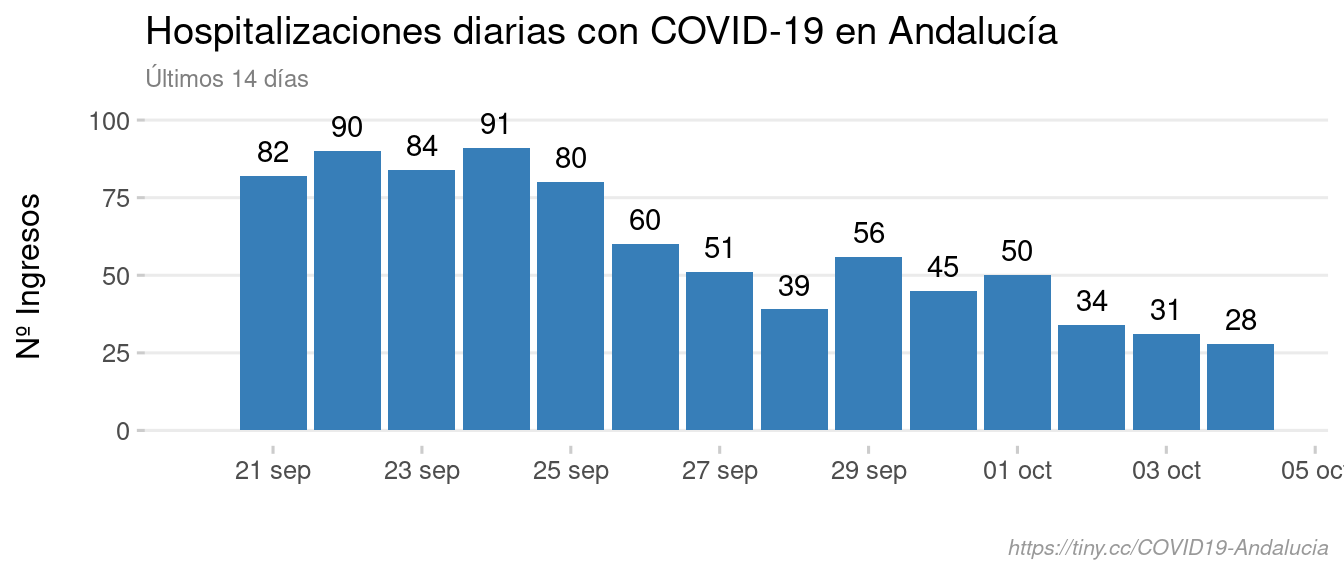 Hospitalizaciones diarias con COVID-19 en Andalucía
Últimos 14 días
Nº Ingresos
100
75
50
25
0
82
90
84
91
80
60
51
39
56
45
50
34
31
28
21 sep
23 sep
25 sep
27 sep
29 sep
01 oct
03 oct
05 oct
https://tiny.cc/COVID19-Andalucia